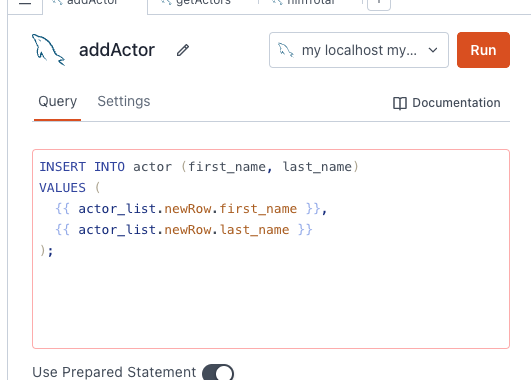 addActor getActors filmTotal
addActor my localhost my... Run
Query Settings Documentation
INSERT INTO actor (first_name, last_name)
VALUES (
{{ actor_list.newRow.first_name }},
{{ actor_list.newRow.last_name }}
);
Use Prepared Statement